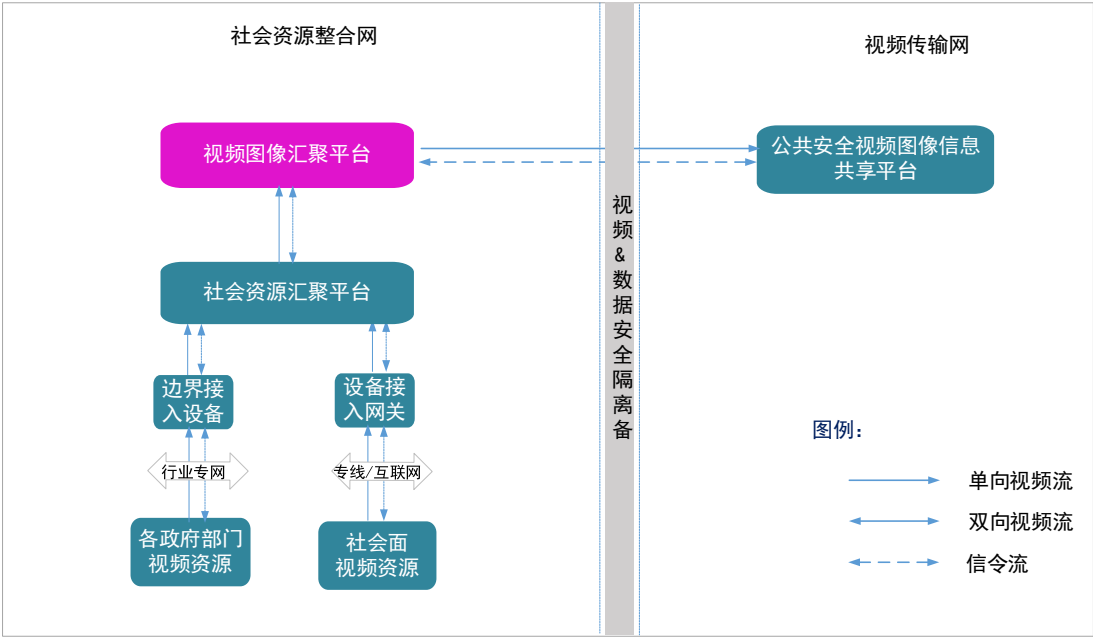 社会资源整合网
视频传输网
视频图像汇聚平台
公共安全视频图像信息
共享平台
视频&数据安全隔离备
社会资源汇聚平台
边界接
入设备
设备接
入网关
行业专网
专线/互联网
各政府部门
视频资源
社会面
视频资源
图例：
单向视频流
双向视频流
信令流